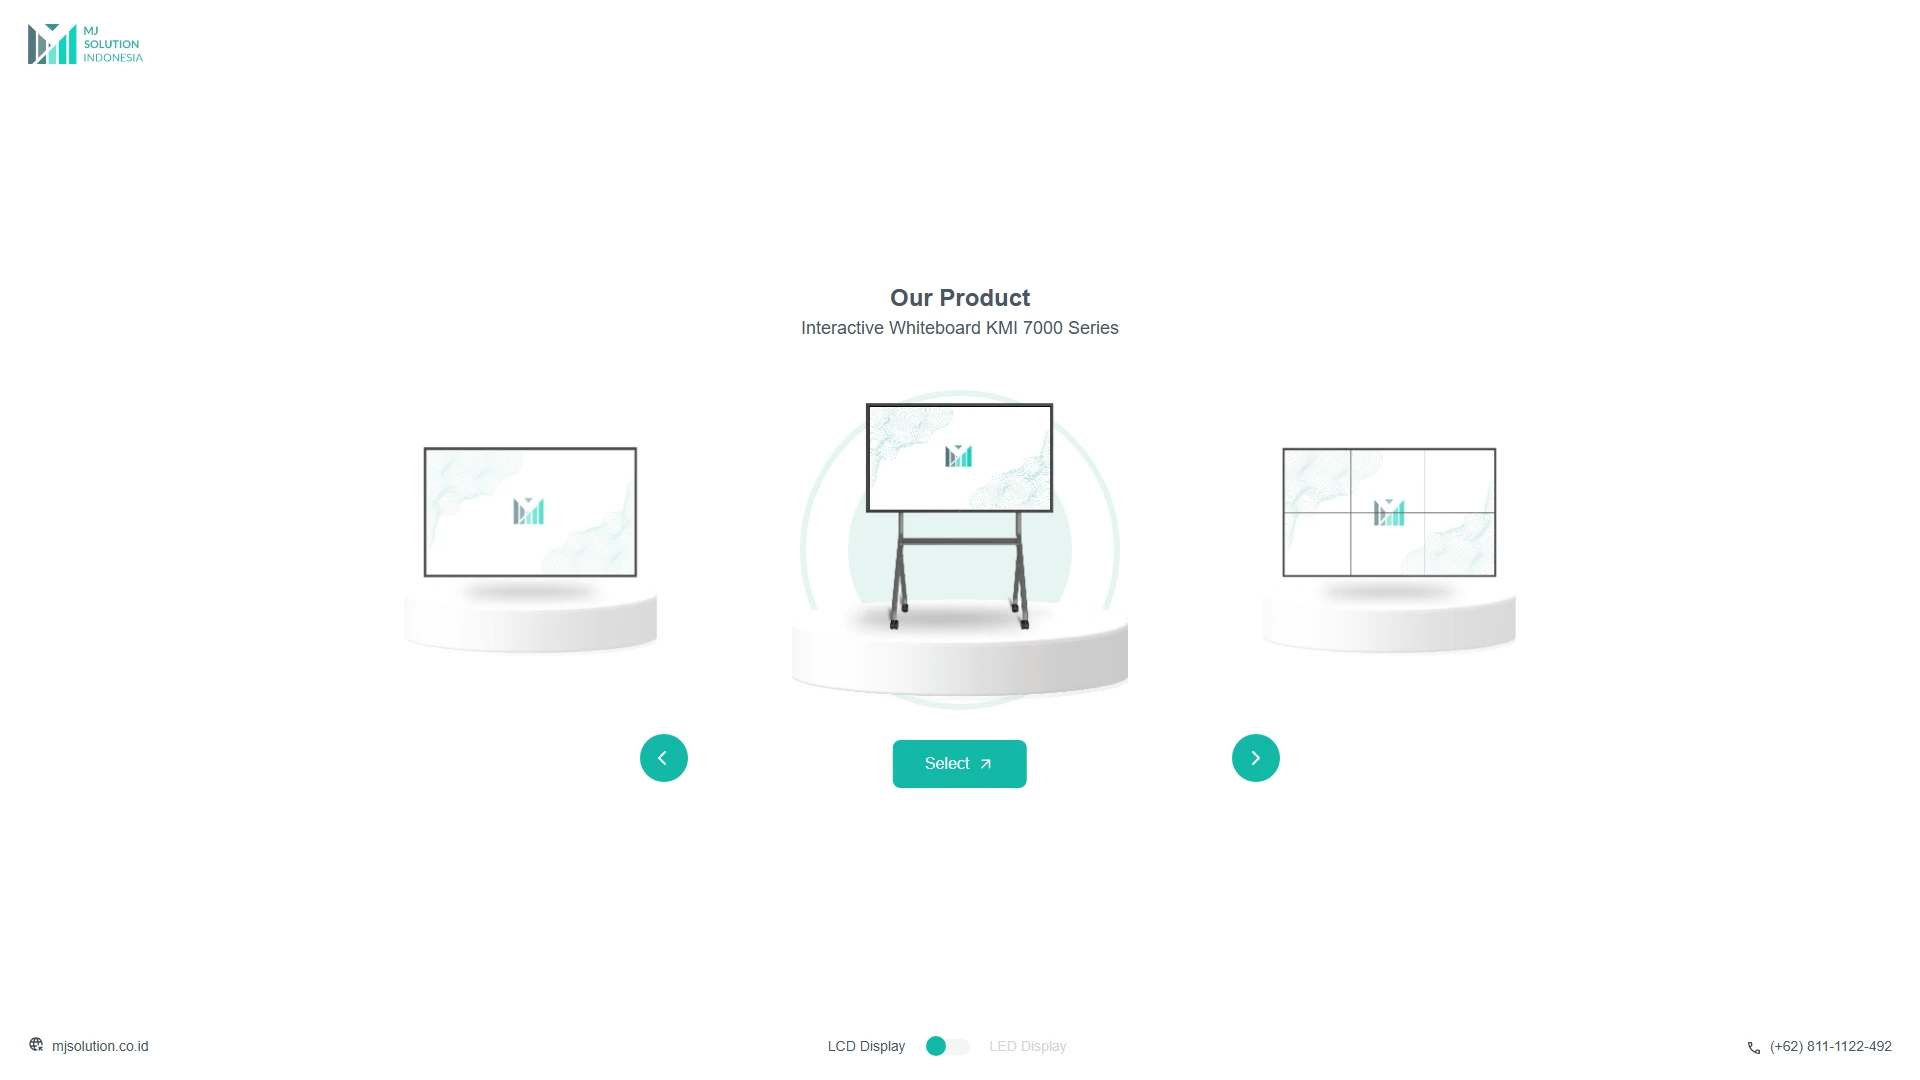 MJ
SOLUTION
INDONESIA
Our Product
Interactive Whiteboard KMI 7000 Series
Select
mjsolution.co.id
LCD Display
LED Display
(+62) 811-1122-492